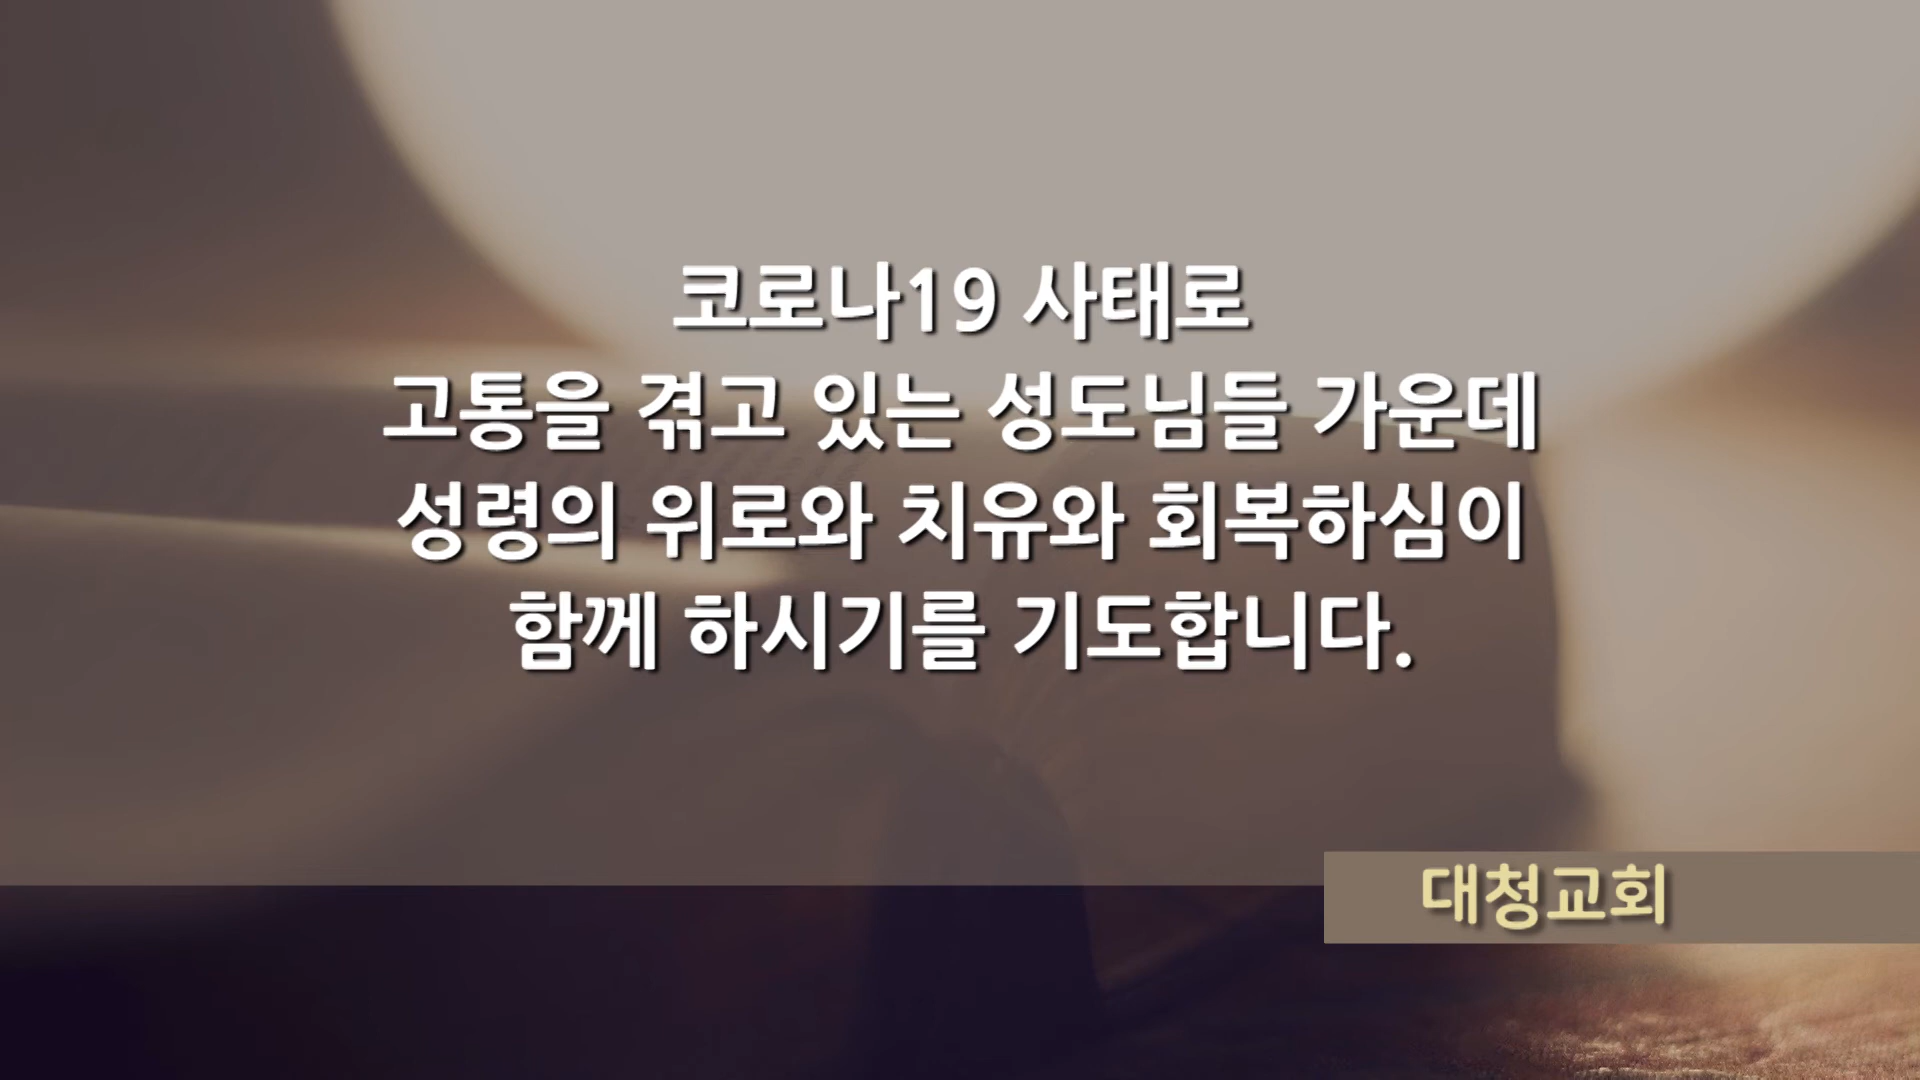 코로나19 사태로
고통을 겪고 있는 성도님들 가운데
성령의 위로와 치유와 회복하심이
함께 하시기를 기도합니다.
대청교회